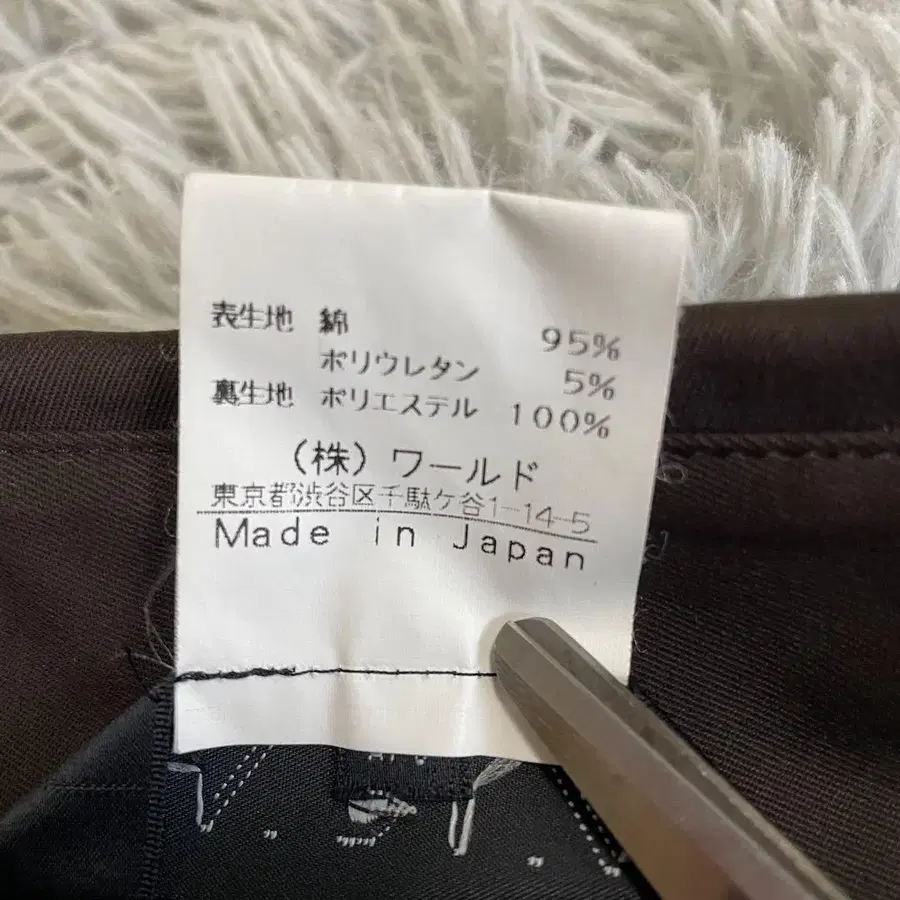 表生地 綿 95%
ポリウレタン 5%
裏生地 ポリエステル 100%
(株)ワールド
東京都渋谷区千駄ケ谷1-14-5
Made in Japan